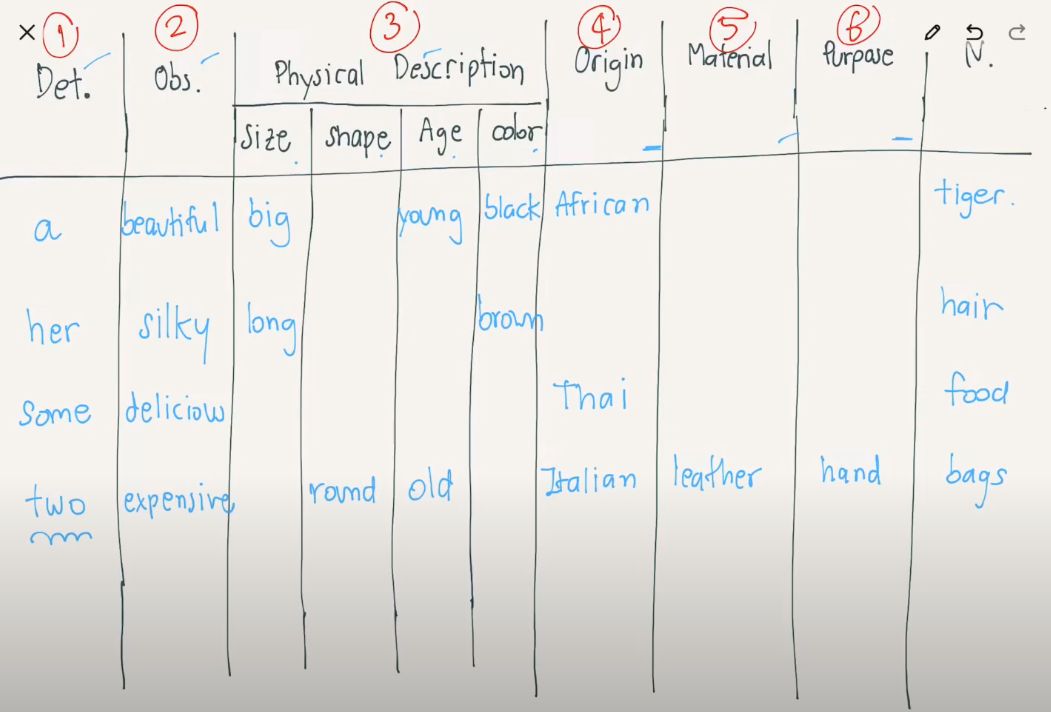 1 2 3 4 5 6
Det. Obs. Physical Description Origin Material Purpose N.
Size Shape Age color
a beautiful big young black African tiger.
her silky long brown hair
some delicious Thai food
two expensive round old Italian leather hand bags